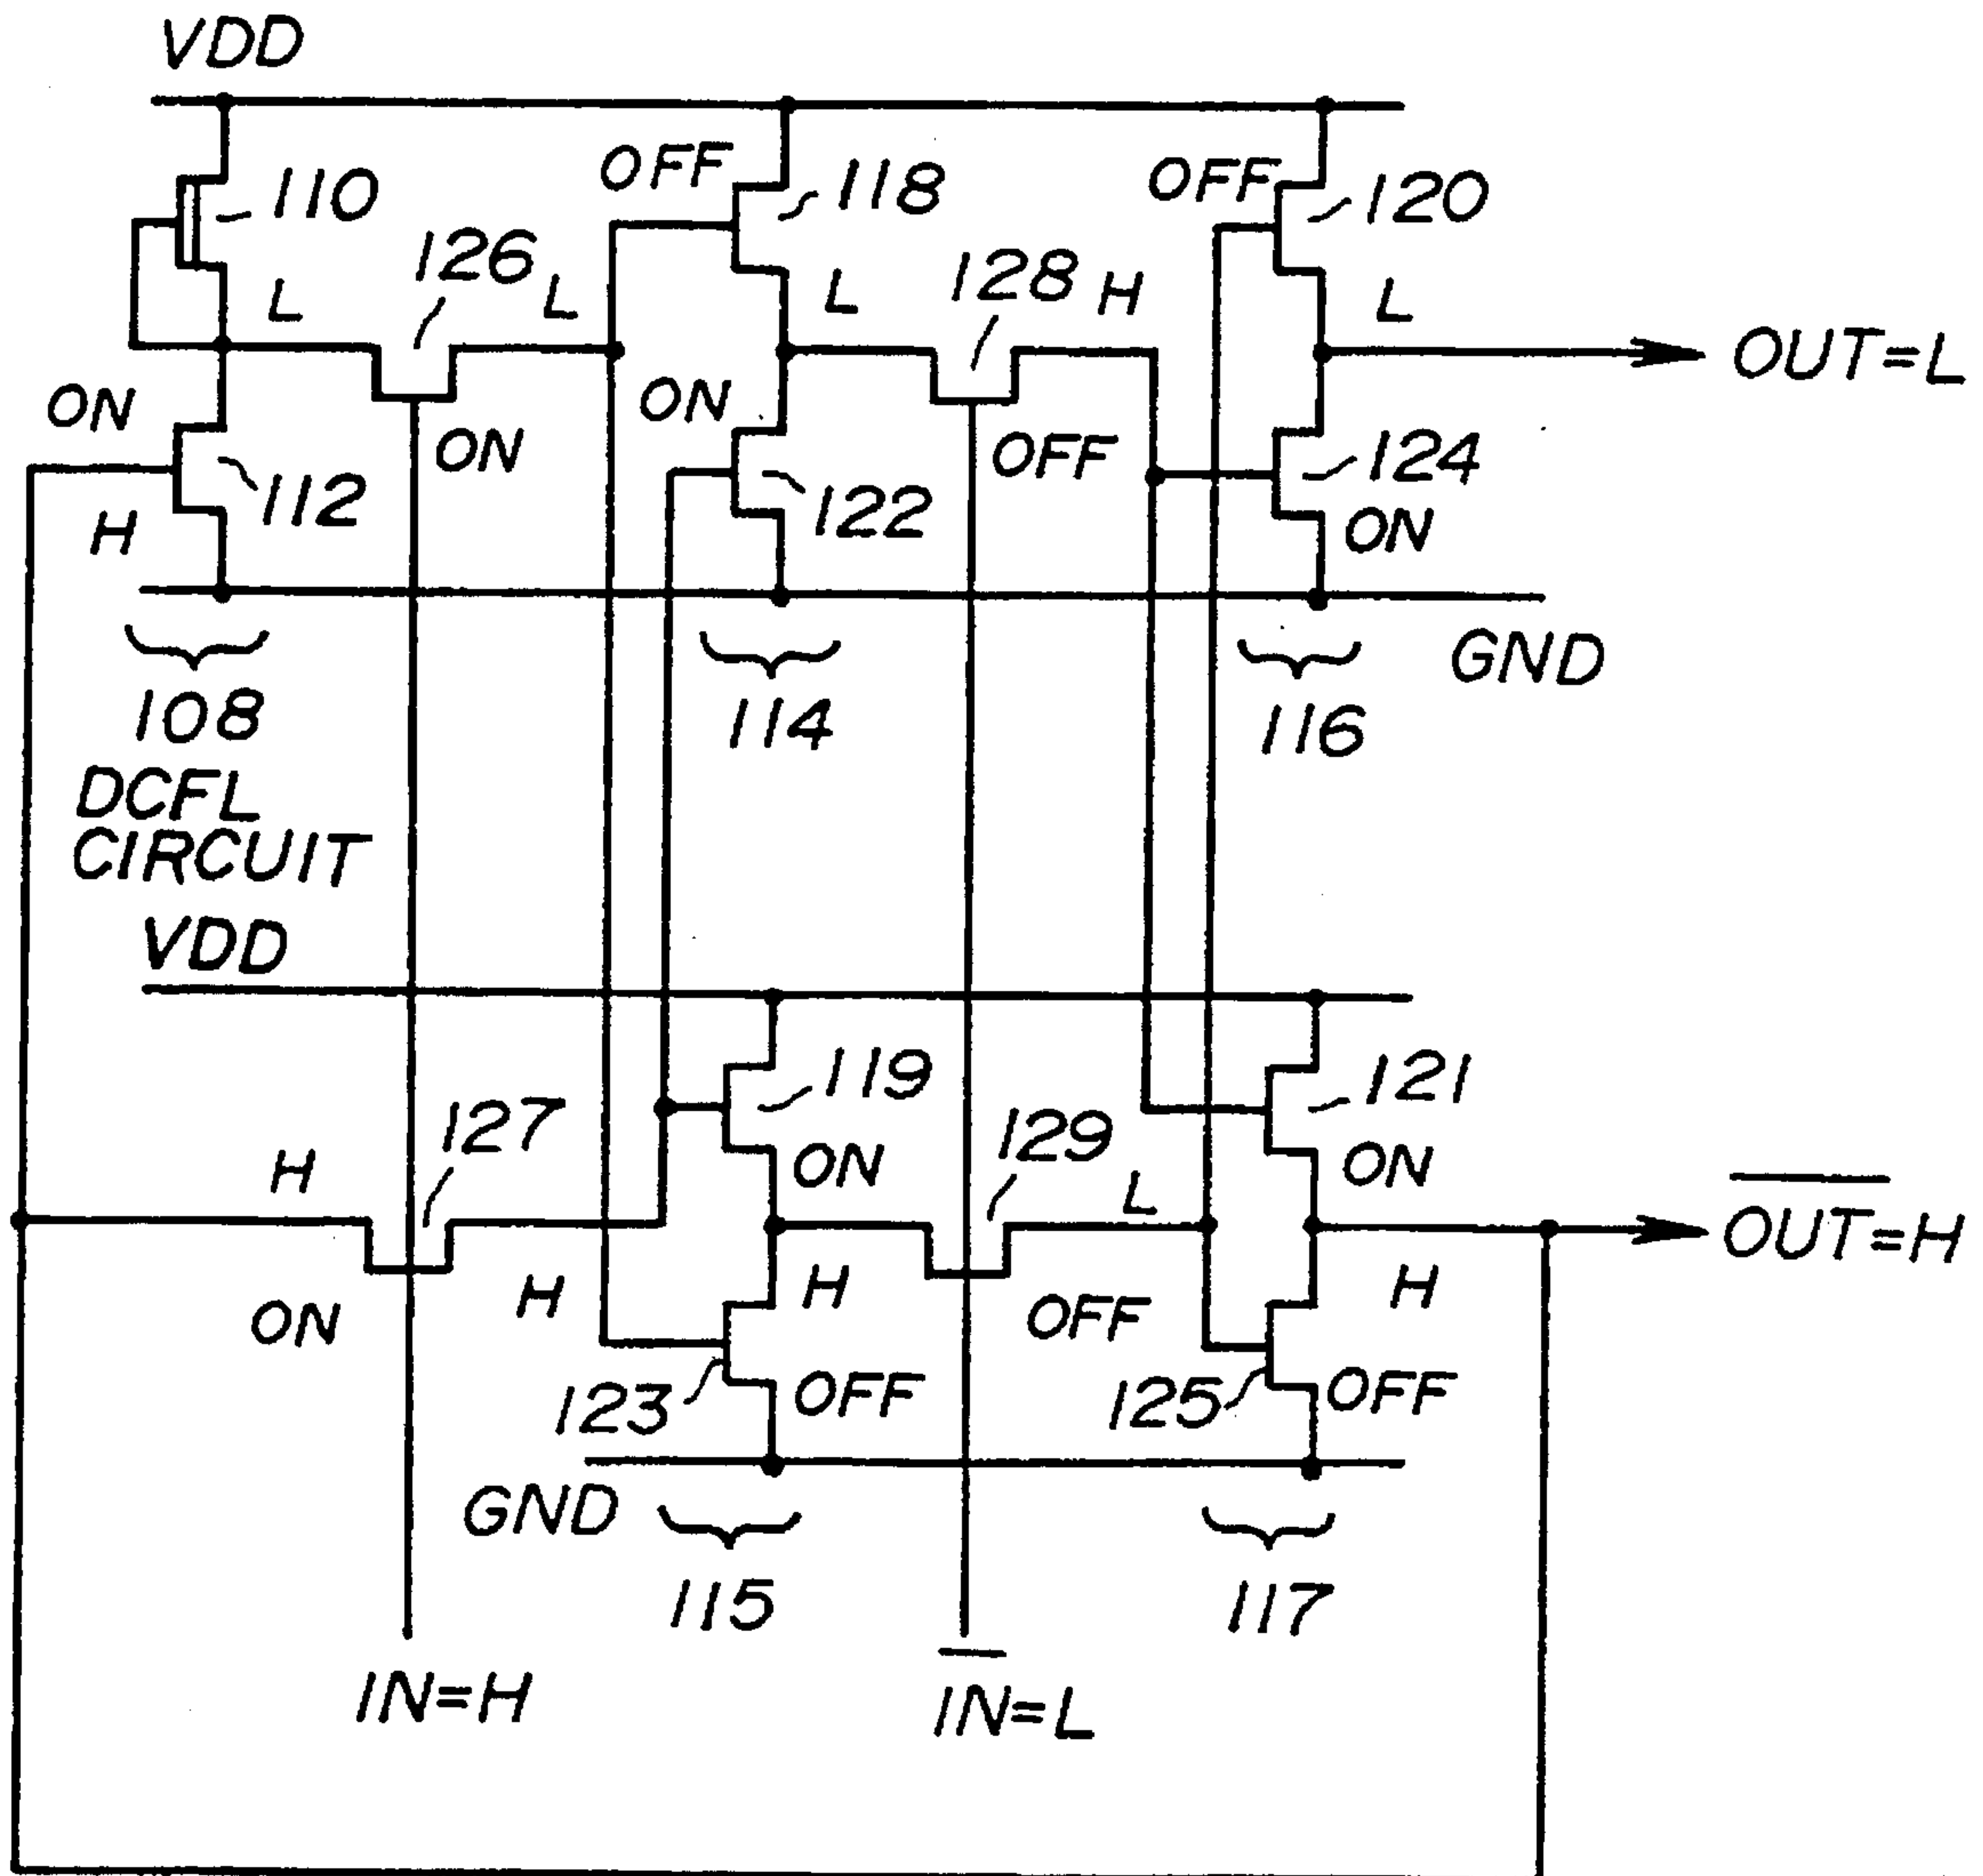 VDD
OFF
118
OFF
120
110
126
L
L
L
128
H
L
OUT=L
ON
ON
ON
OFF
124
112
122
H
ON
GND
108
114
116
DCFL
CIRCUIT
VDD
119
121
127
129
H
ON
L
ON
OUT=H
H
H
H
ON
OFF
123
OFF
125
OFF
GND
115
117
IN=H
IN=L